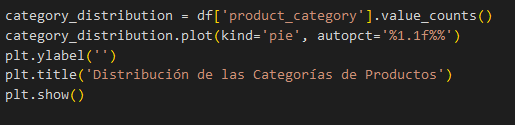 category_distribution = df['product_category'].value_counts()
category_distribution.plot(kind='pie', autopct='%1.1f%%')
plt.ylabel('')
plt.title('Distribución de las Categorías de Productos')
plt.show()